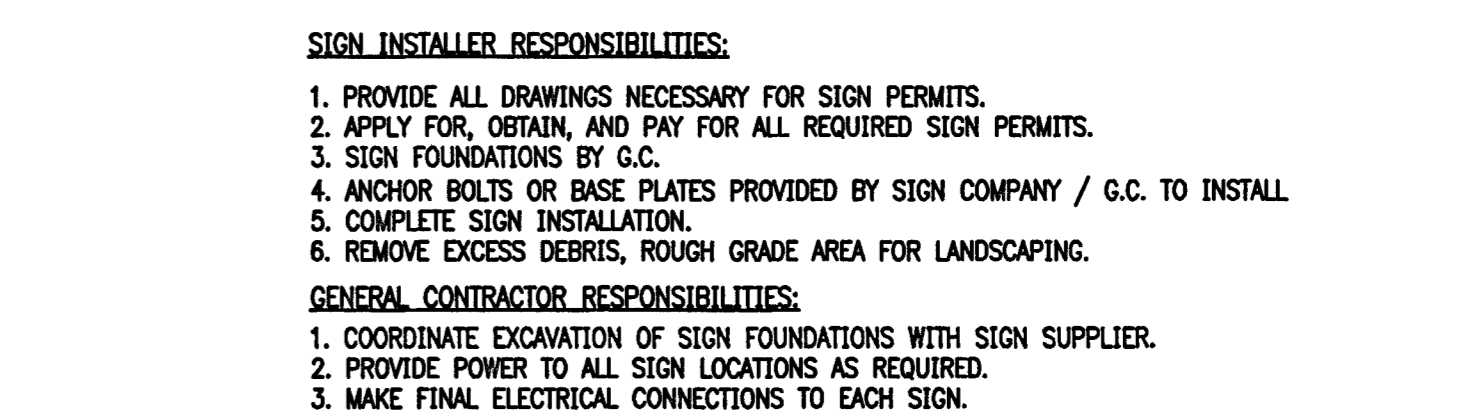 SIGN INSTALLER RESPONSIBILITIES:
1. PROVIDE ALL DRAWINGS NECESSARY FOR SIGN PERMITS.
2. APPLY FOR, OBTAIN, AND PAY FOR ALL REQUIRED SIGN PERMITS.
3. SIGN FOUNDATIONS BY G.C.
4. ANCHOR BOLTS OR BASE PLATES PROVIDED BY SIGN COMPANY / G.C. TO INSTALL
5. COMPLETE SIGN INSTALLATION.
6. REMOVE EXCESS DEBRIS, ROUGH GRADE AREA FOR LANDSCAPING.
GENERAL CONTRACTOR RESPONSIBILITIES:
1. COORDINATE EXCAVATION OF SIGN FOUNDATIONS WITH SIGN SUPPLIER.
2. PROVIDE POWER TO ALL SIGN LOCATIONS AS REQUIRED.
3. MAKE FINAL ELECTRICAL CONNECTIONS TO EACH SIGN.